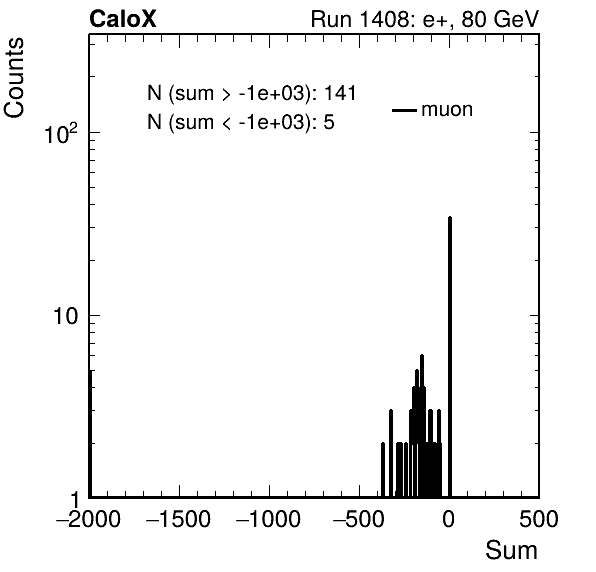 CaloX Run 1408: e+, 80 GeV
Counts
N (sum > -1e+03): 141
N (sum < -1e+03): 5
muon
10²
10
1
−2000 −1500 −1000 −500 0 500
Sum